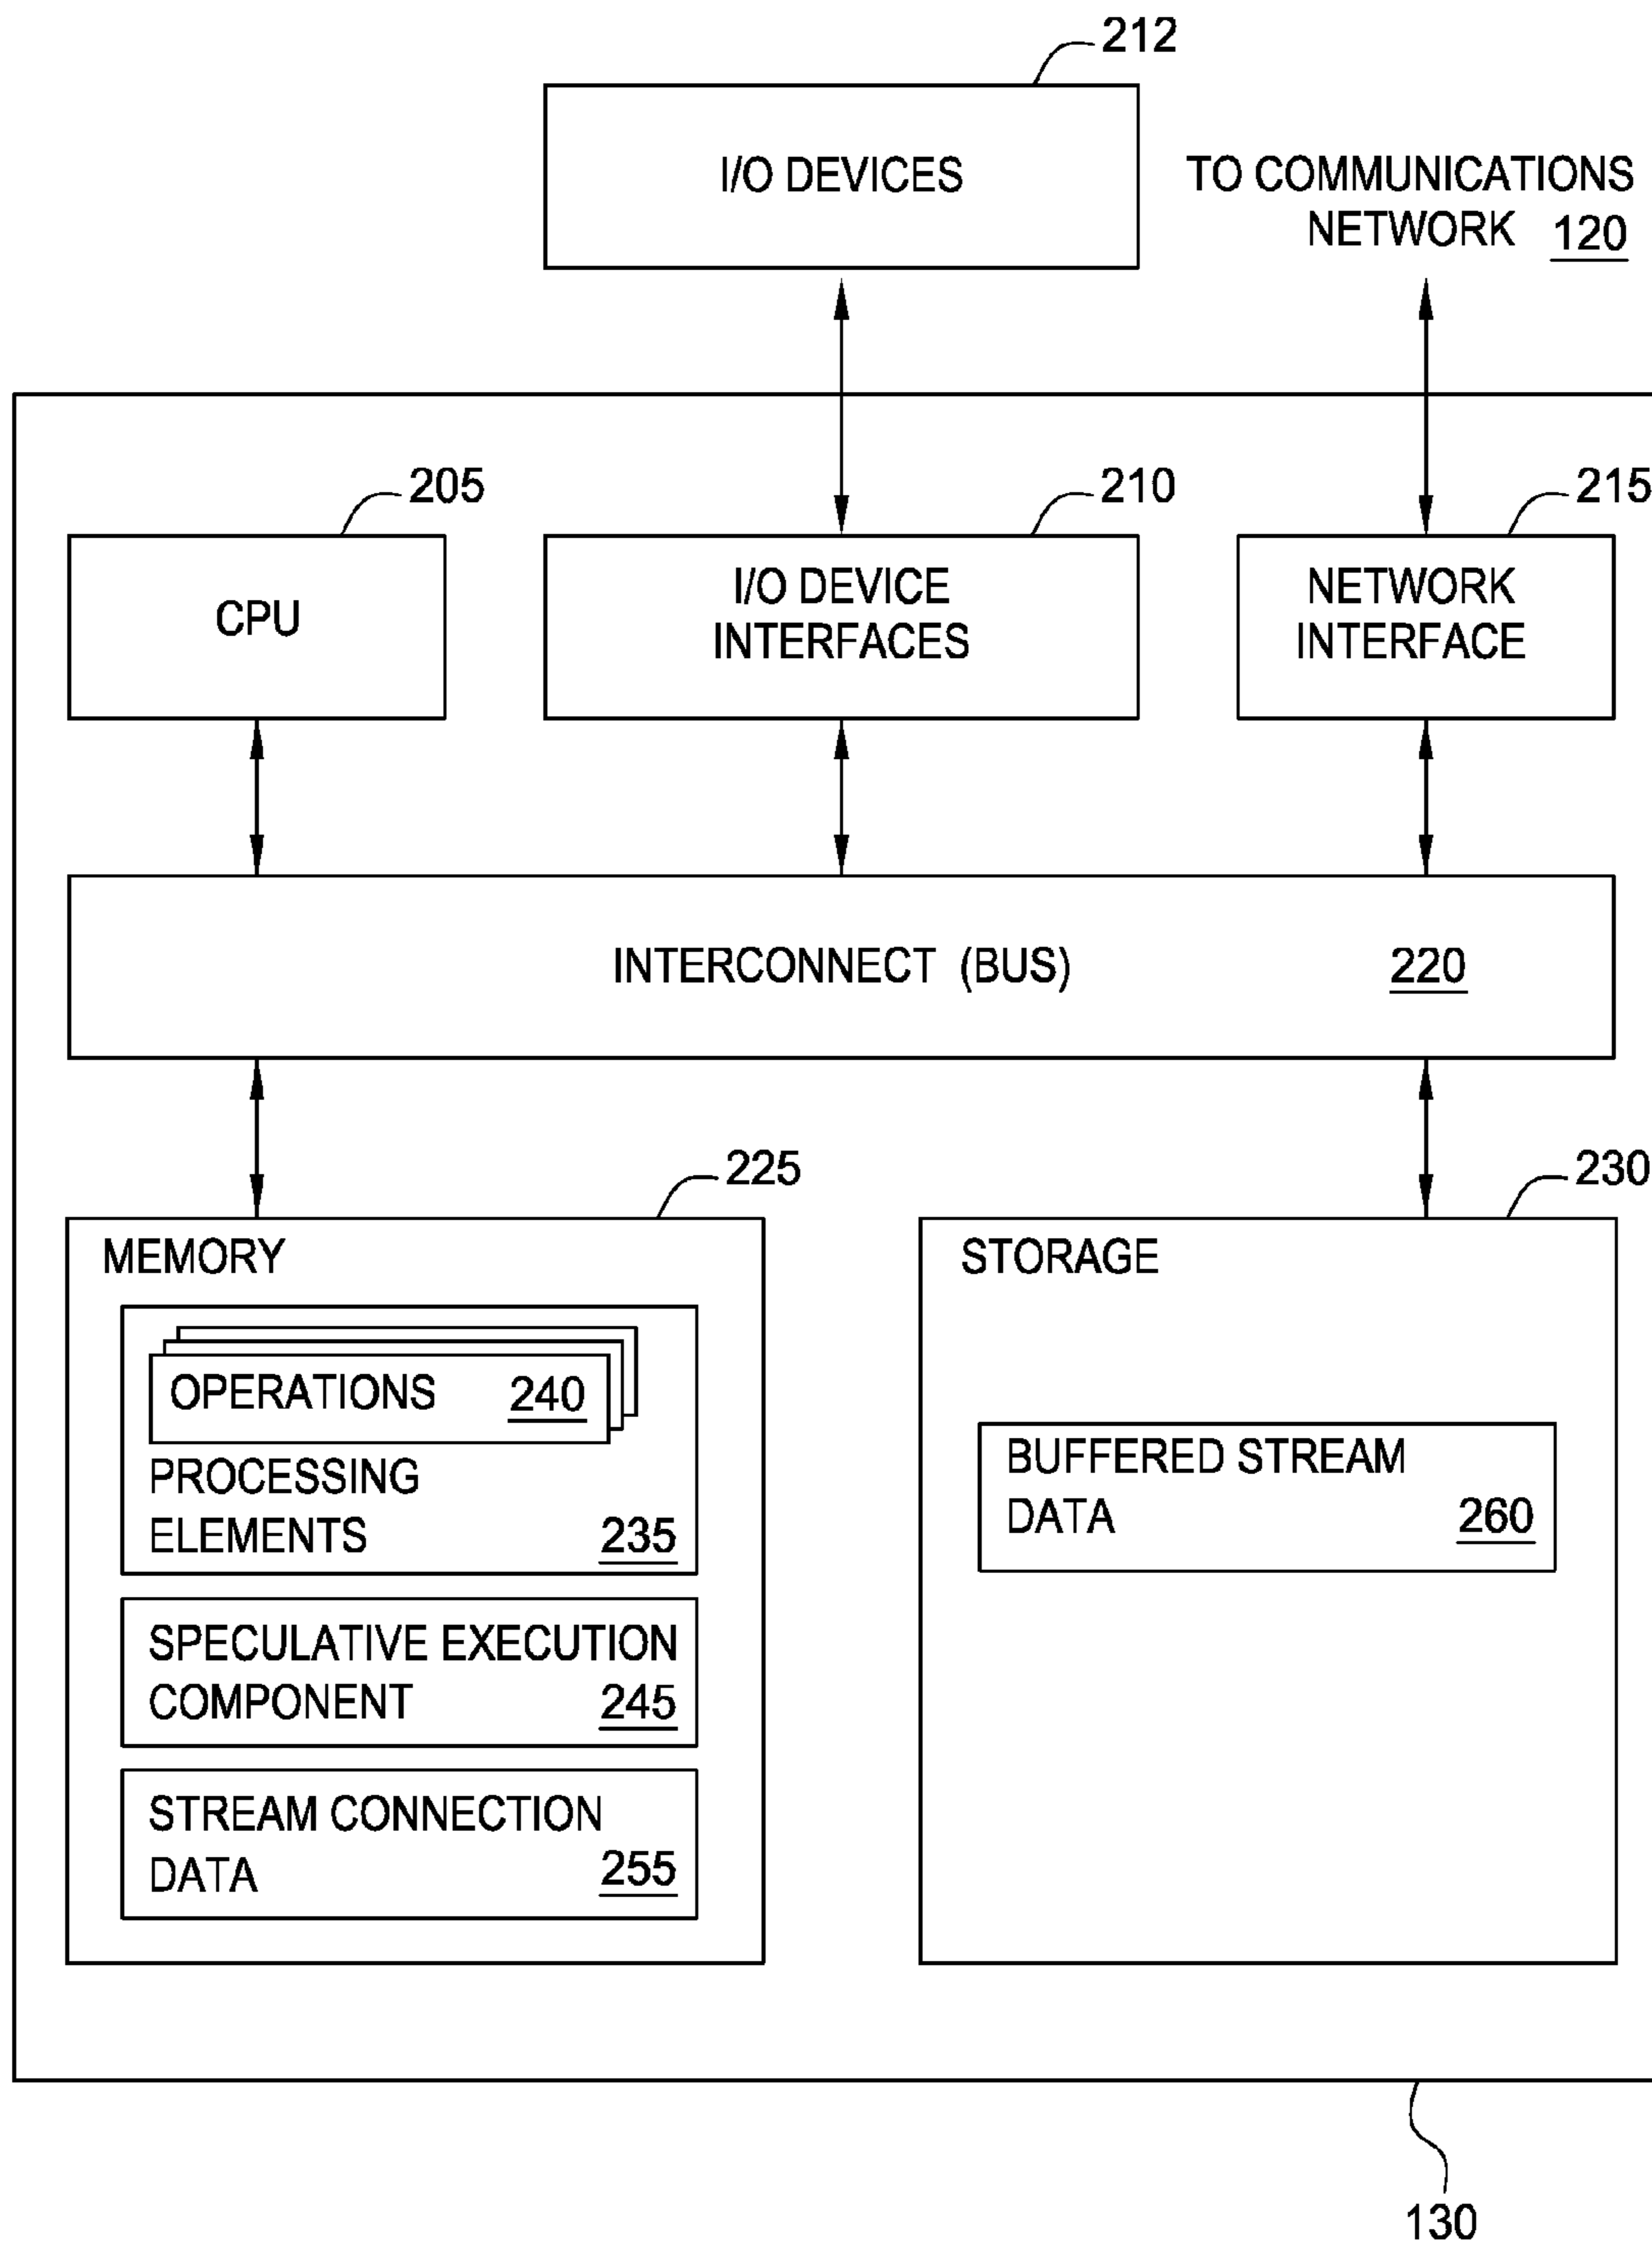 212
I/O DEVICES
TO COMMUNICATIONS
NETWORK 120
205
210
215
CPU
I/O DEVICE
INTERFACES
NETWORK
INTERFACE
INTERCONNECT (BUS) 220
225
230
MEMORY
OPERATIONS 240
PROCESSING
ELEMENTS 235
SPECULATIVE EXECUTION
COMPONENT 245
STREAM CONNECTION
DATA 255
STORAGE
BUFFERED STREAM
DATA 260
130